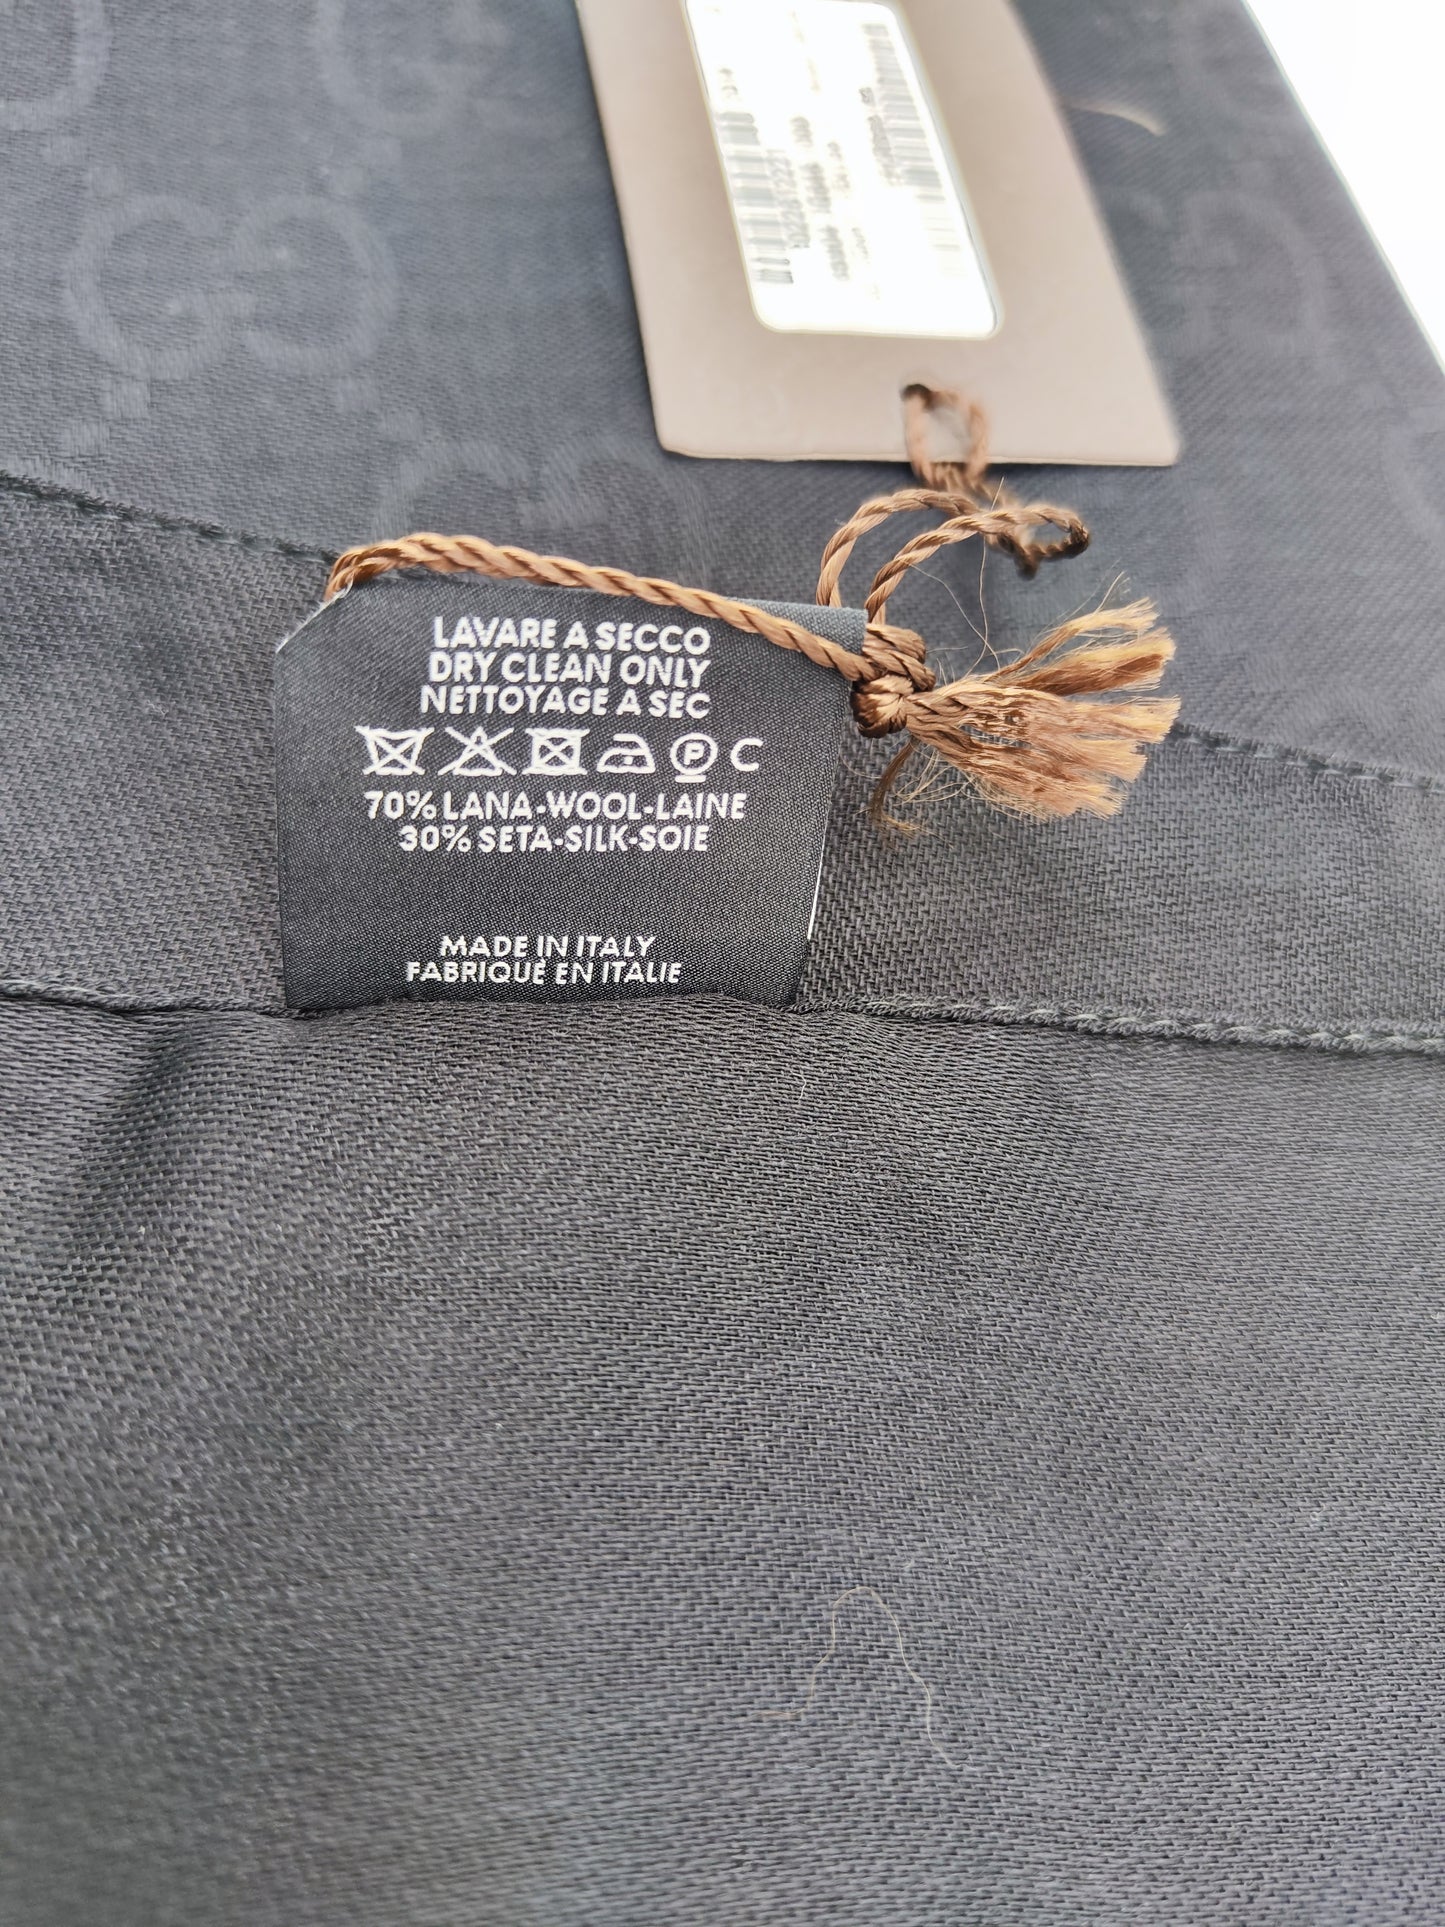 LAVARE A SECCO
DRY CLEAN ONLY
NETTOYAGE A SEC
P C
70% LANA-WOOL-LAINE
30% SETA-SILK-SOIE
MADE IN ITALY
FABRIQUE EN ITALIE